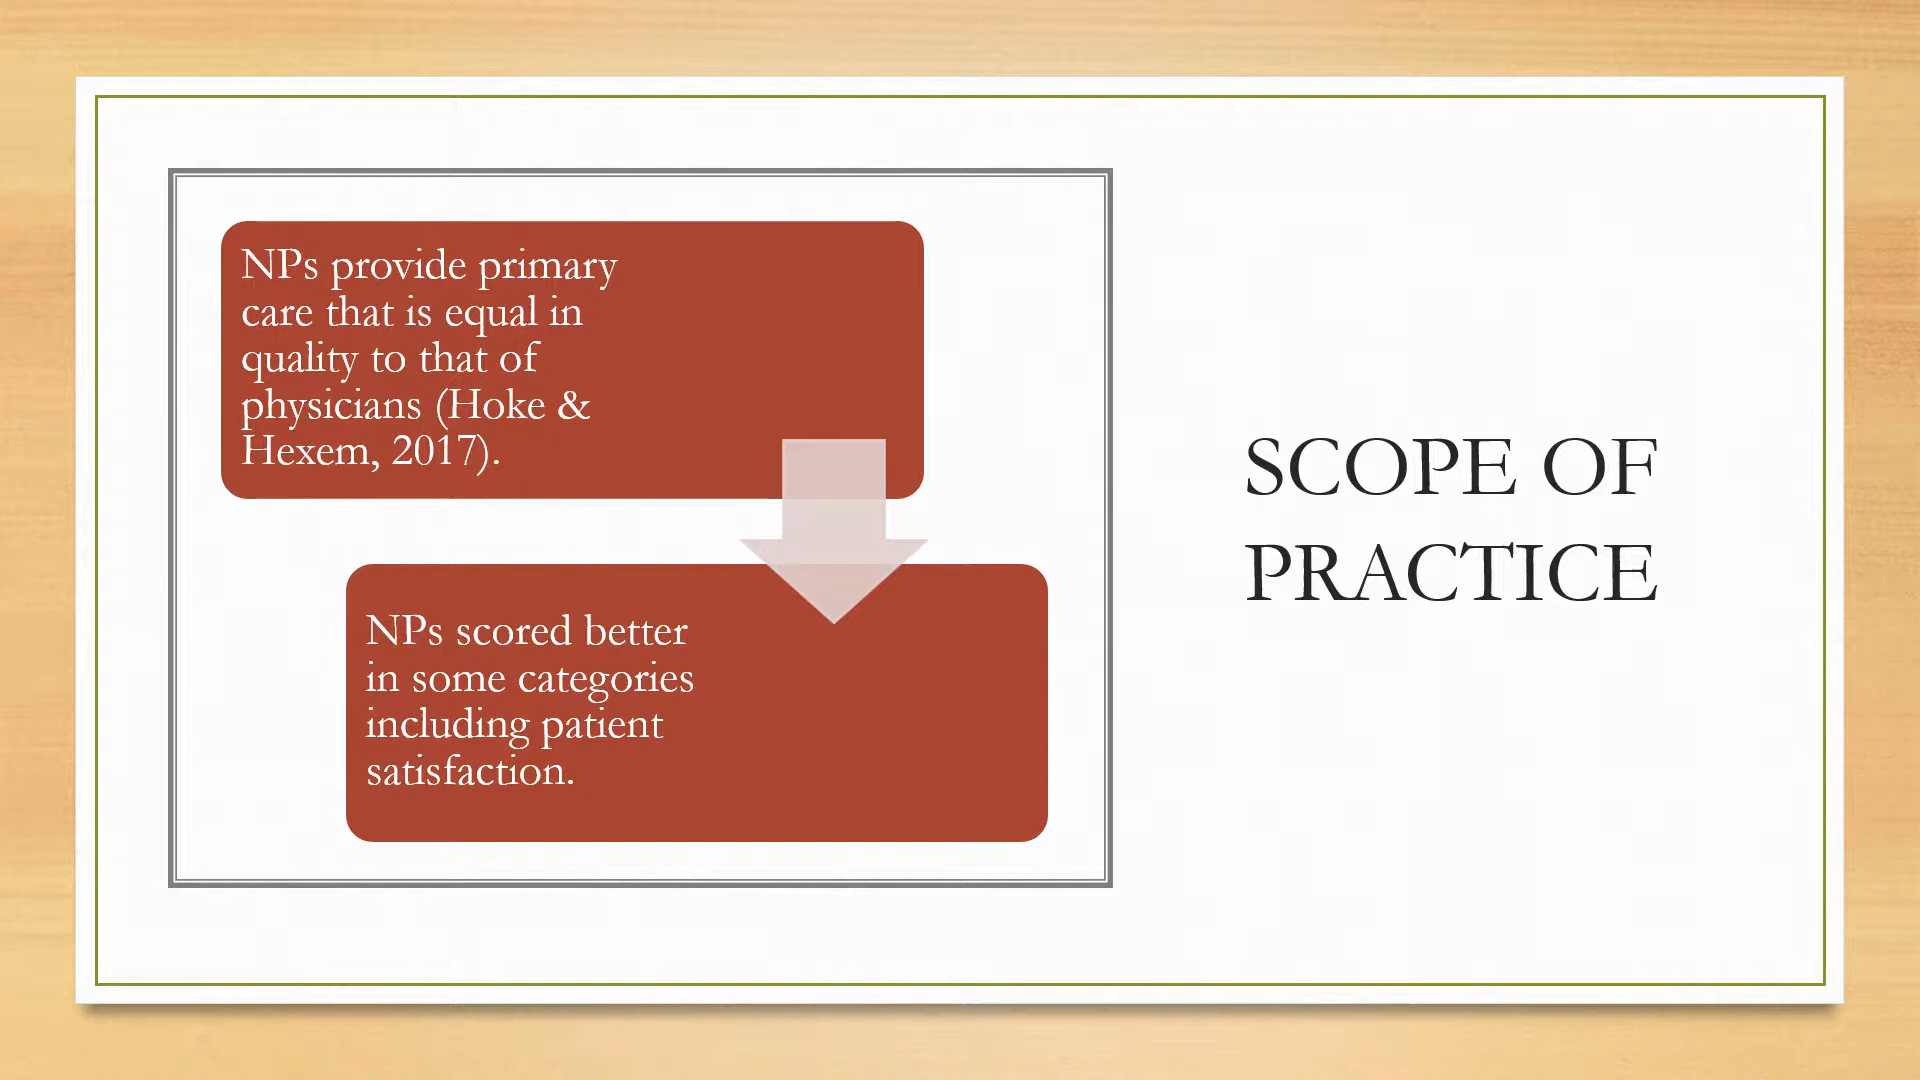 NPs provide primary
care that is equal in
quality to that of
physicians (Hoke &
Hexem, 2017).
NPs scored better
in some categories
including patient
satisfaction.
SCOPE OF
PRACTICE